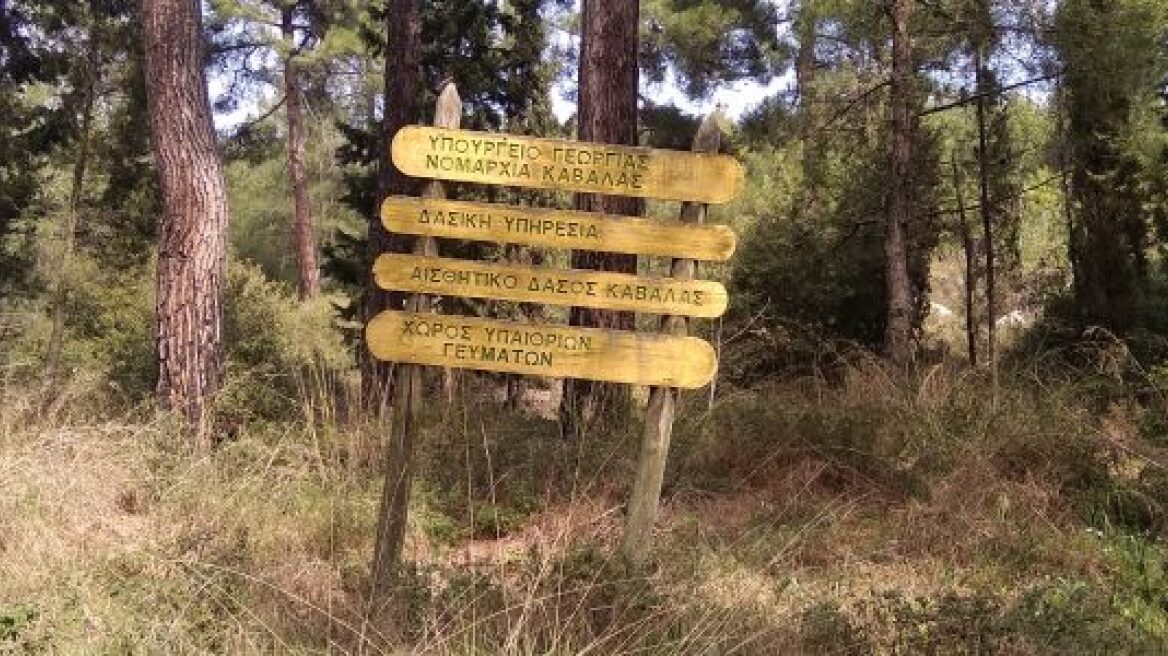 ΥΠΟΥΡΓΕΙΟ ΓΕΩΡΓΙΑΣ
ΝΟΜΑΡΧΙΑ ΚΑΒΑΛΑΣ
ΔΑΣΙΚΗ ΥΠΗΡΕΣΙΑ
ΑΙΣΘΗΤΙΚΟ ΔΑΣΟΣ ΚΑΒΑΛΑΣ
ΧΩΡΟΣ ΥΠΑΙΘΡΙΩΝ
ΓΕΥΜΑΤΩΝ